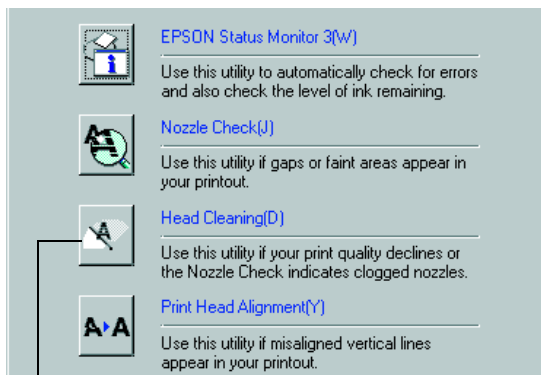 EPSON Status Monitor 3(W)
Use this utility to automatically check for errors
and also check the level of ink remaining.
Nozzle Check(J)
Use this utility if gaps or faint areas appear in
your printout.
Head Cleaning(D)
Use this utility if your print quality declines or
the Nozzle Check indicates clogged nozzles.
Print Head Alignment(Y)
Use this utility if misaligned vertical lines
appear in your printout.